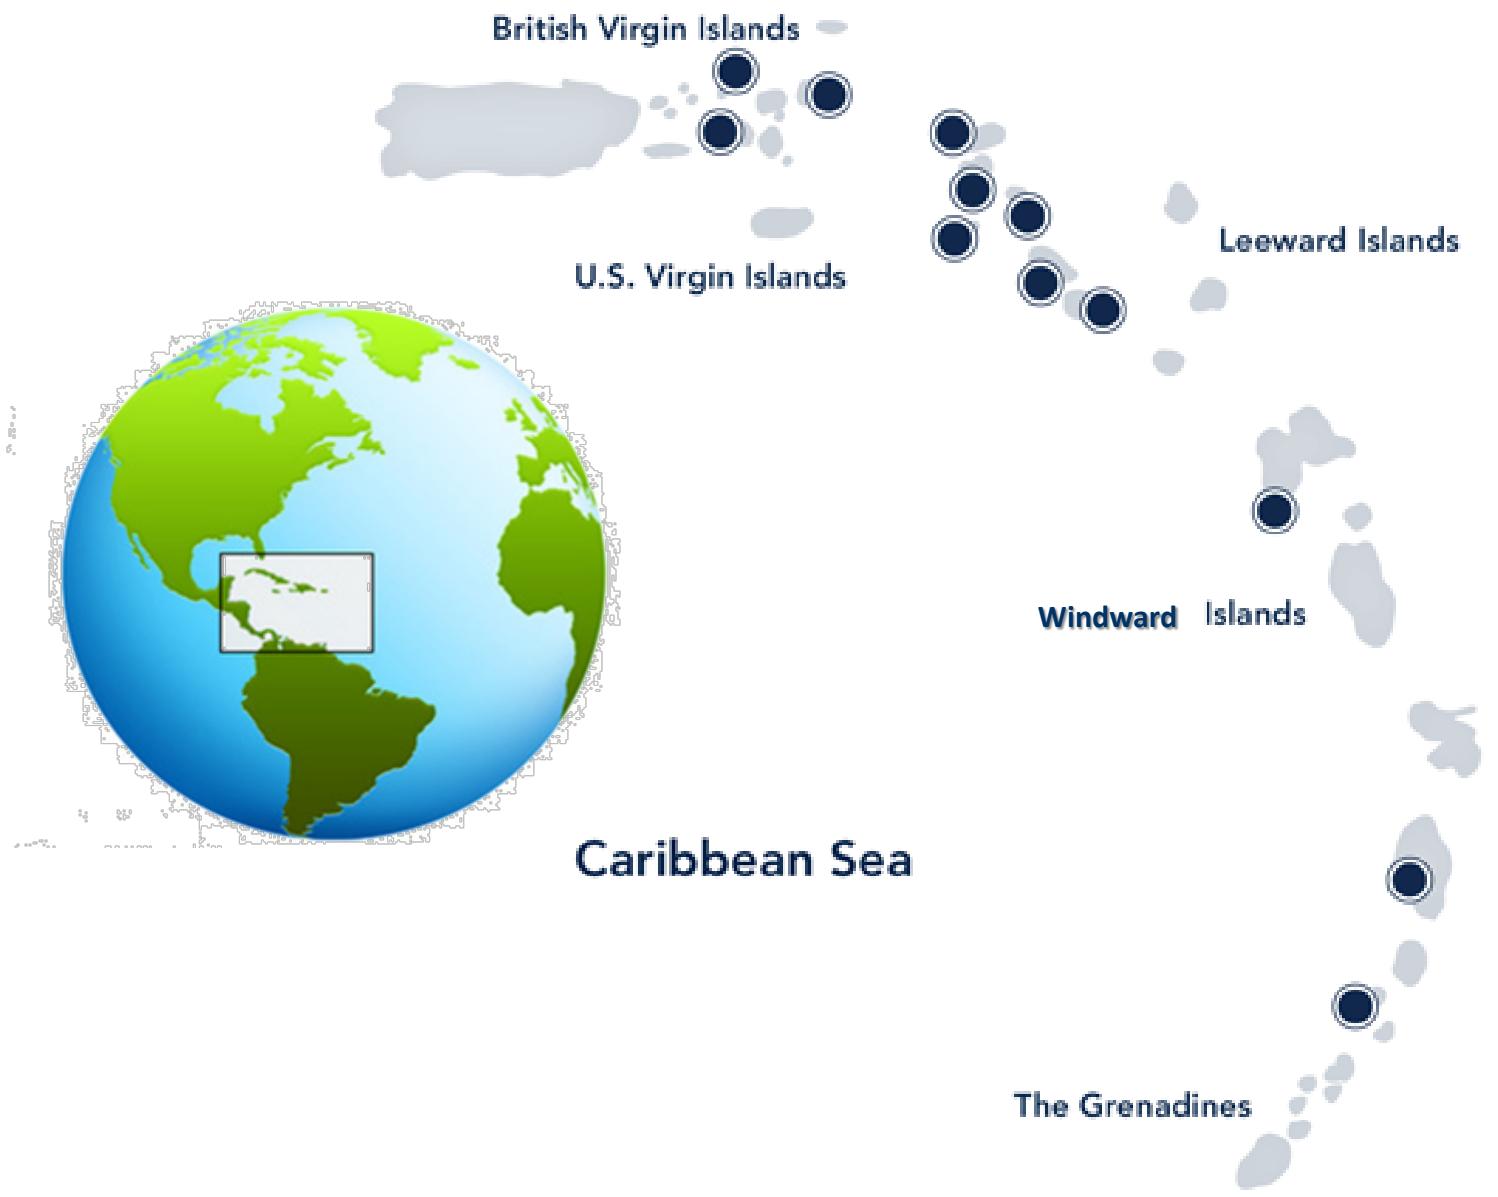 British Virgin Islands
Leeward Islands
U.S. Virgin Islands
Windward Islands
Caribbean Sea
The Grenadines